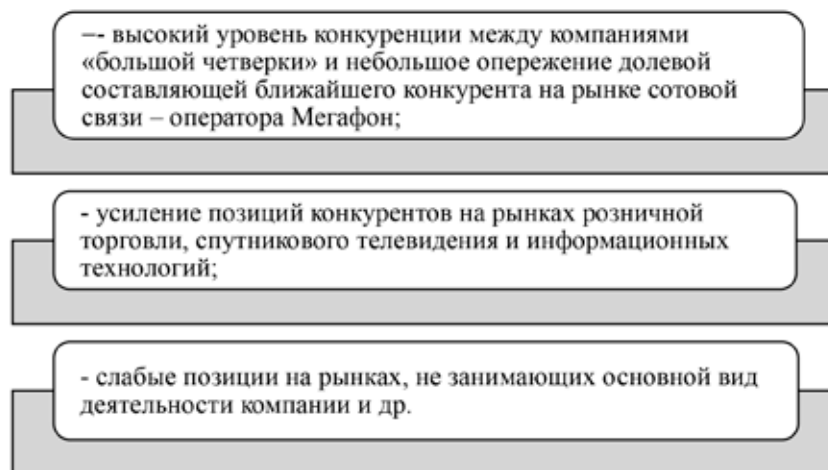 –- высокий уровень конкуренции между компаниями
«большой четверки» и небольшое опережение долевой
составляющей ближайшего конкурента на рынке сотовой
связи – оператора Мегафон;
- усиление позиций конкурентов на рынках розничной
торговли, спутникового телевидения и информационных
технологий;
- слабые позиции на рынках, не занимающих основной вид
деятельности компании и др.